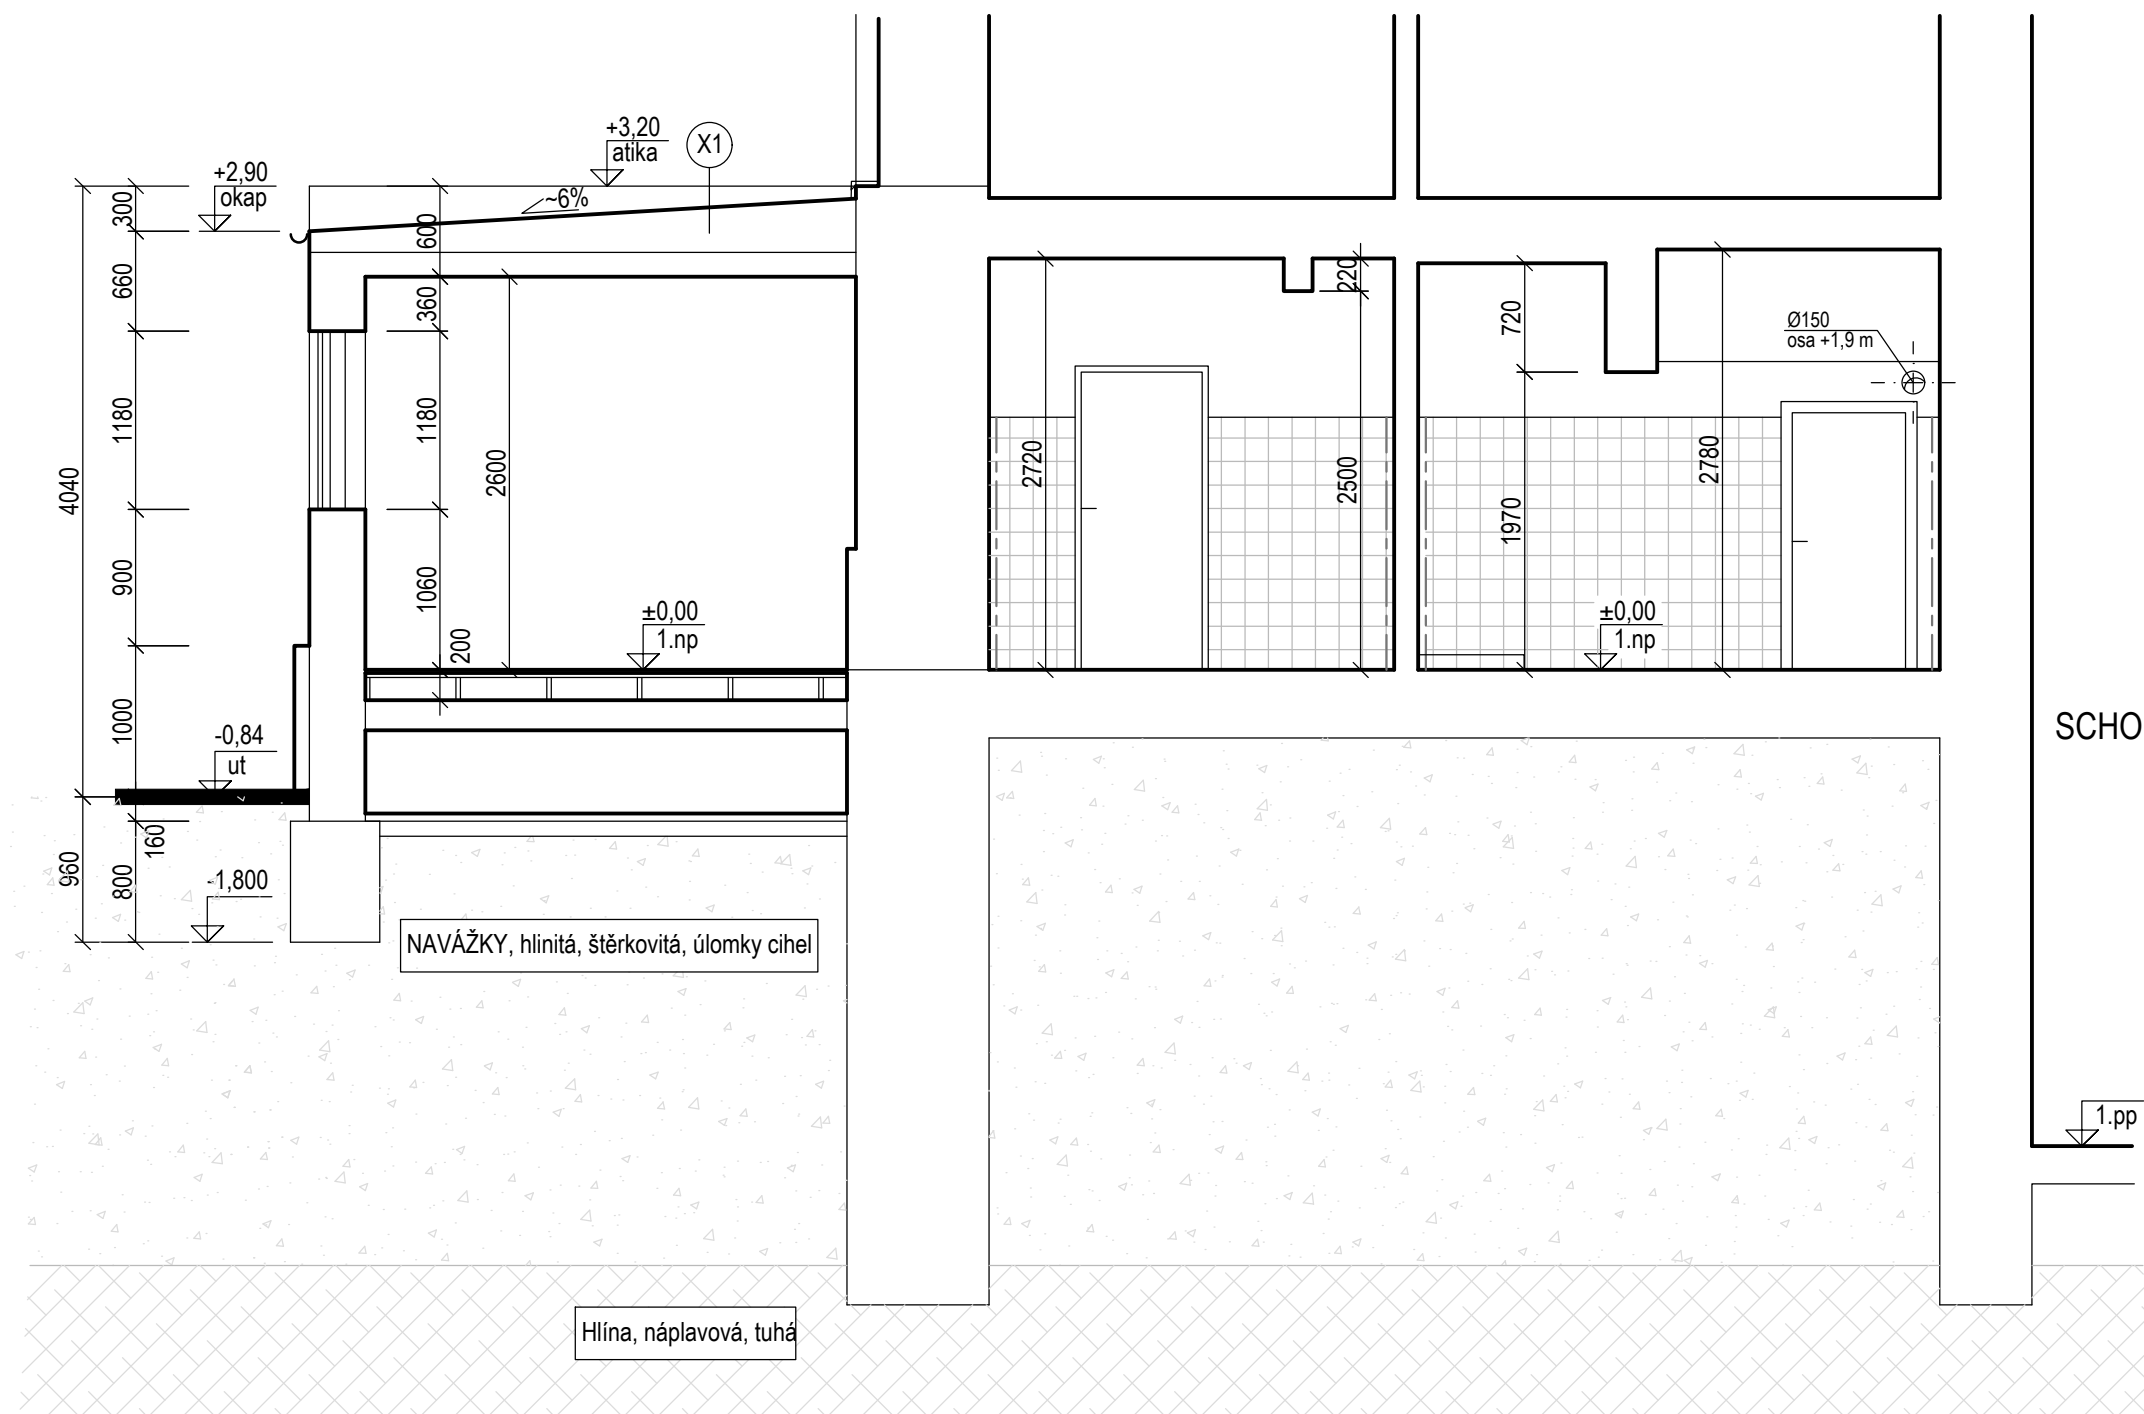 +3,20
atika
X1
+2,90
okap
~6%
300
600
660
360
220
720
Ø150
osa +1,9 m
1180
1180
4040
2600
2720
2500
1970
2780
900
1060
200
±0,00
1.np
±0,00
1.np
1000
-0,84
ut
SCHO
160
960
800
-1,800
NAVÁŽKY, hlinitá, štěrkovitá, úlomky cihel
1.pp
Hlína, náplavová, tuhá